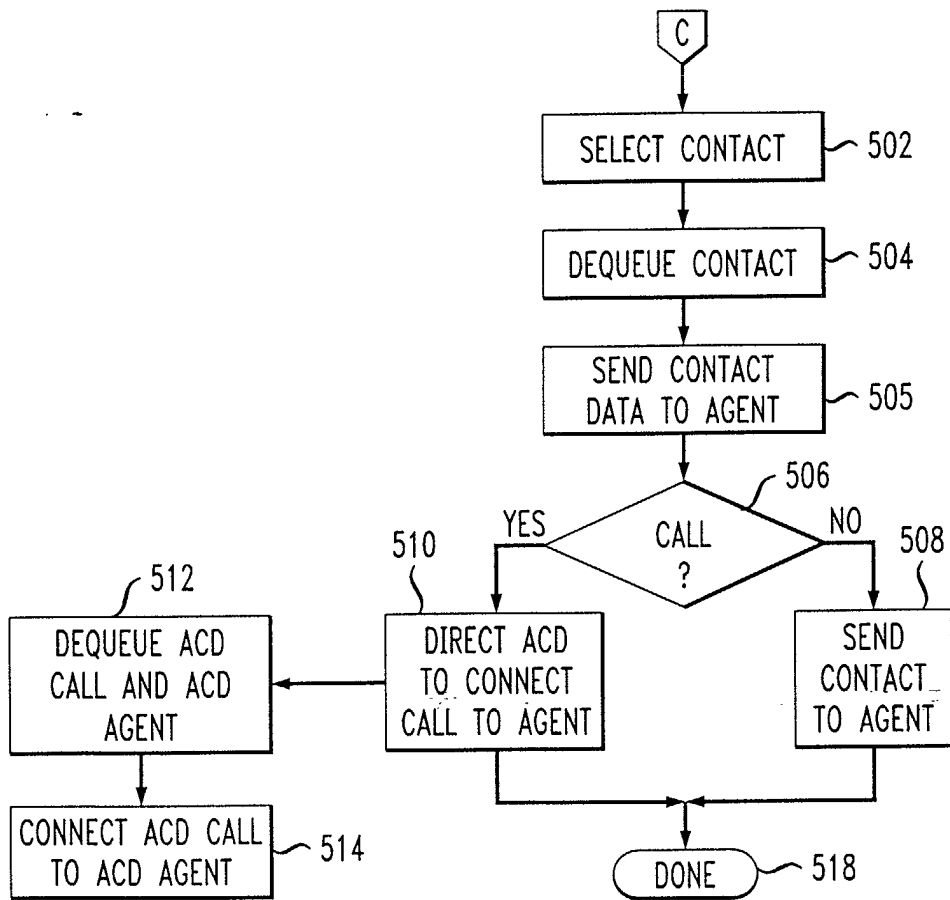 C
SELECT CONTACT
502
DEQUEUE CONTACT
504
SEND CONTACT
DATA TO AGENT
505
506
CALL
?
YES
NO
510
DIRECT ACD
TO CONNECT
CALL TO AGENT
508
SEND
CONTACT
TO AGENT
512
DEQUEUE ACD
CALL AND ACD
AGENT
CONNECT ACD CALL
TO ACD AGENT
514
DONE
518